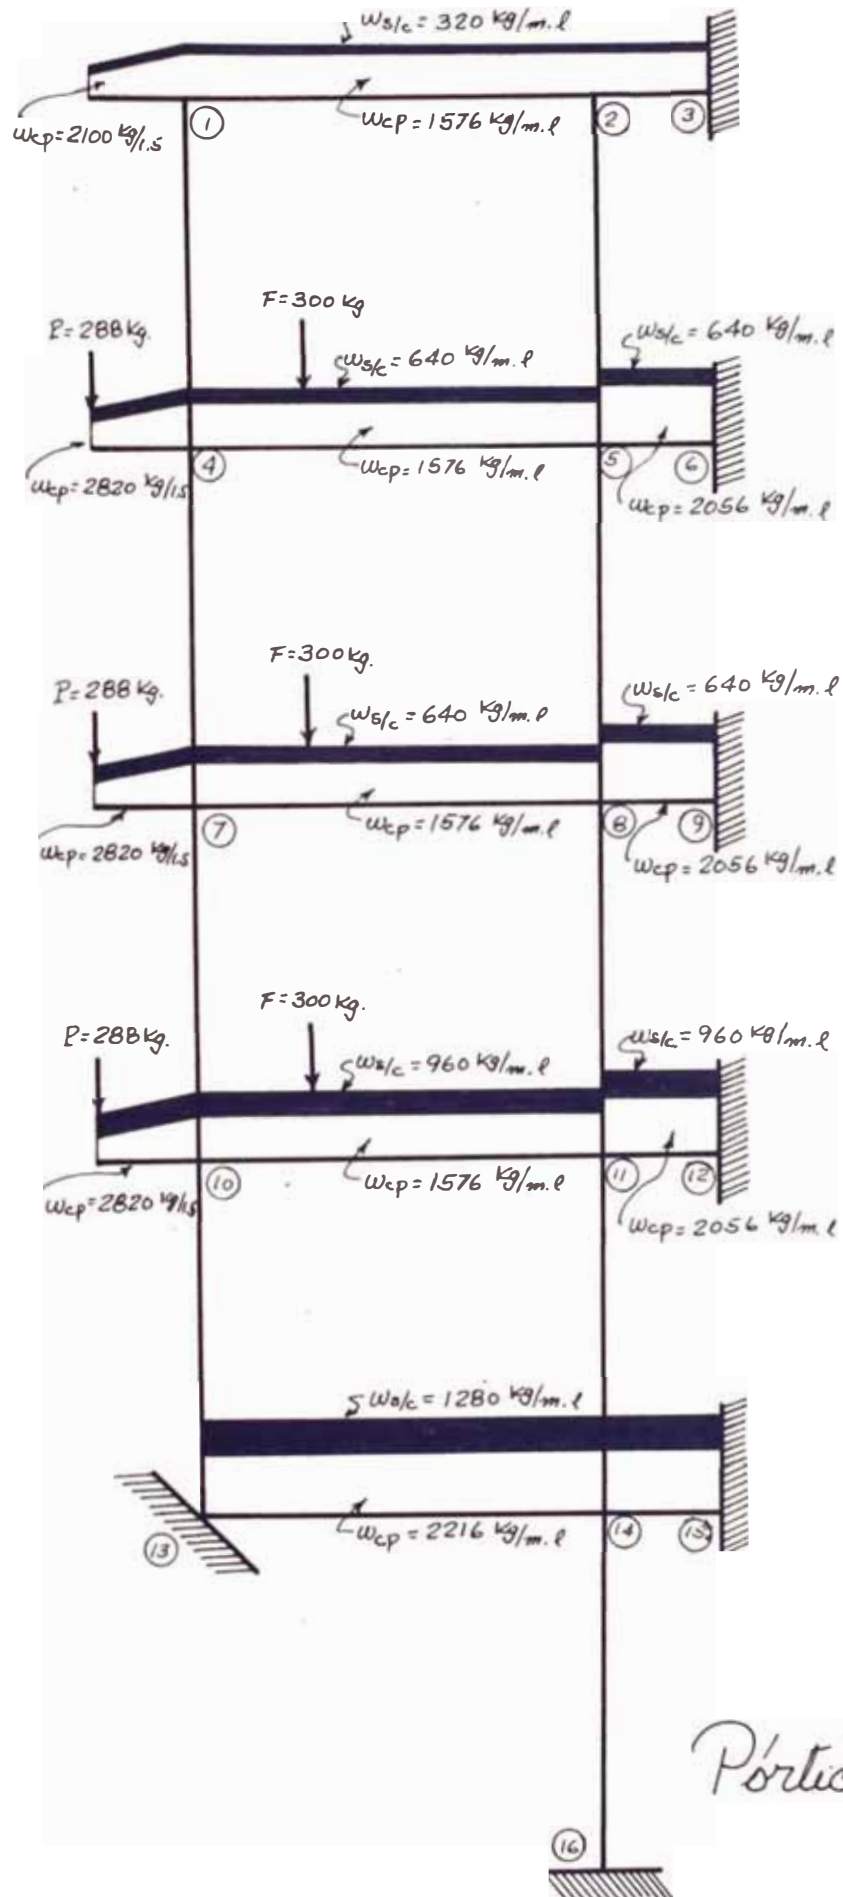 ws/c = 320 kg/m.l
wcp = 2100 kg/1.5
wcp = 1576 kg/m.l
1
2
3
F = 300 kg
P = 288 kg.
ws/c = 640 kg/m.l
ws/c = 640 kg/m.l
wcp = 2820 kg/1.5
4
wcp = 1576 kg/m.l
5
6
wcp = 2056 kg/m.l
F = 300 kg.
P = 288 kg.
ws/c = 640 kg/m.l
ws/c = 640 kg/m.l
wcp = 2820 kg/1.5
7
wcp = 1576 kg/m.l
8
9
wcp = 2056 kg/m.l
F = 300 kg.
P = 288 kg.
ws/c = 960 kg/m.l
ws/c. = 960 kg/m.l
wcp = 2820 kg/1.5
10
wcp = 1576 kg/m.l
11
12
wcp = 2056 kg/m.l
ws/c = 1280 kg/m.l
13
wcp = 2216 kg/m.l
14
15
Pórtic
16